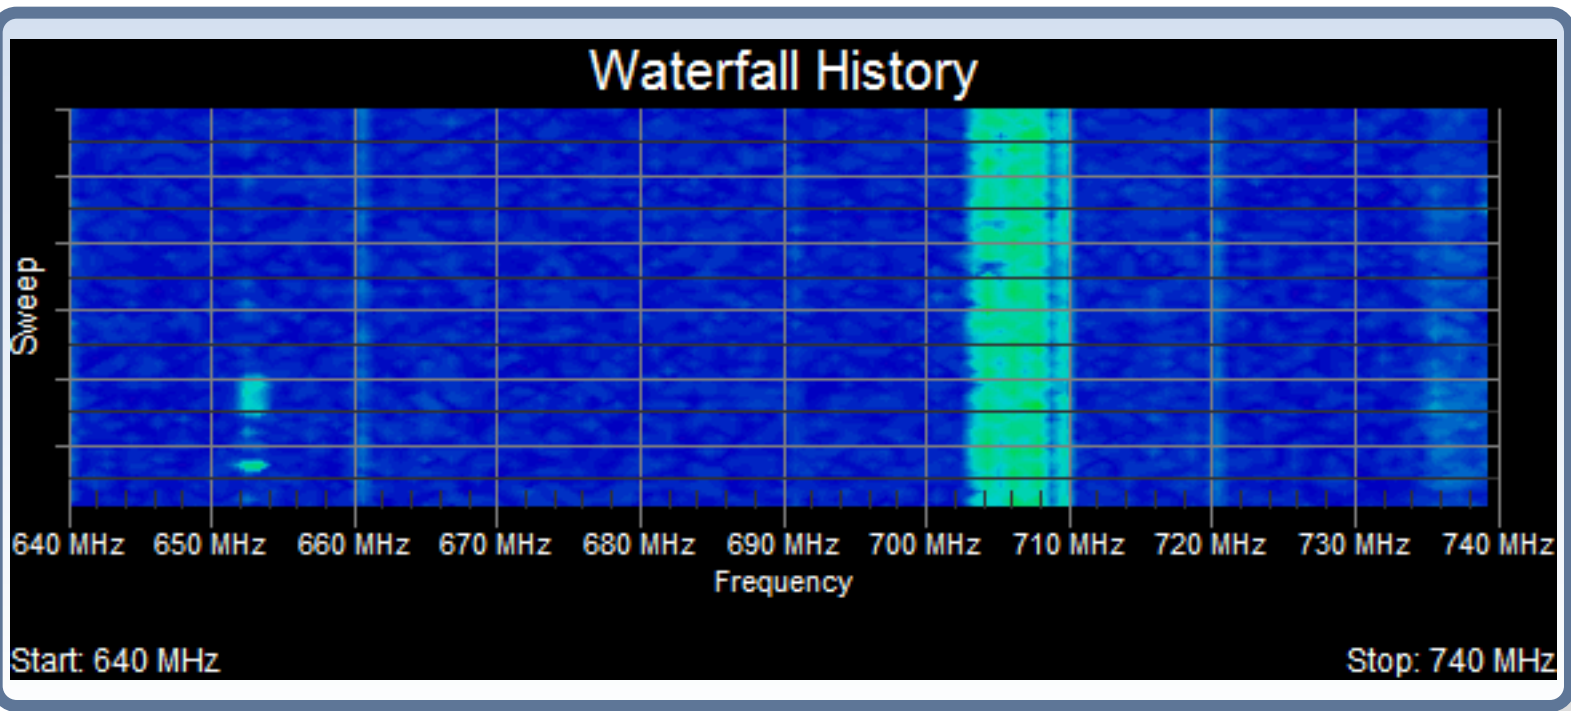 Waterfall History
Sweep
640 MHz 650 MHz 660 MHz 670 MHz 680 MHz 690 MHz 700 MHz 710 MHz 720 MHz 730 MHz 740 MHz
Frequency
Start: 640 MHz Stop: 740 MHz